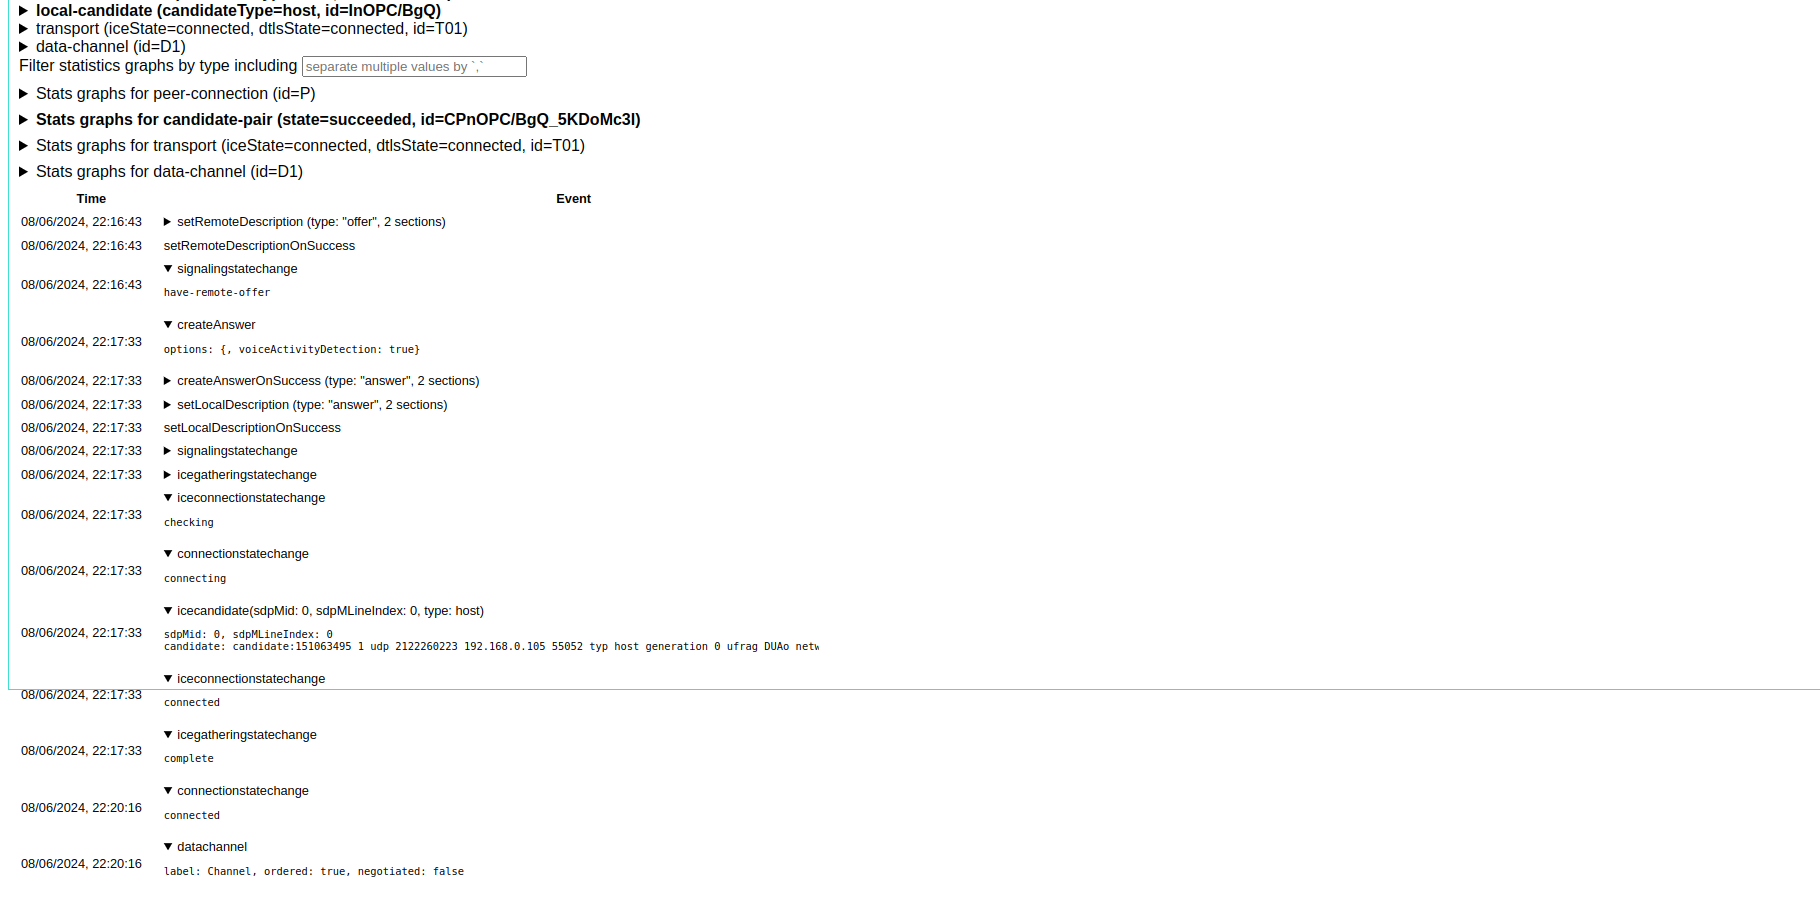 local-candidate (candidateType=host, id=InOPC/BgQ)
transport (iceState=connected, dtlsState=connected, id=T01)
data-channel (id=D1)
Filter statistics graphs by type including separate multiple values by `,`
Stats graphs for peer-connection (id=P)
Stats graphs for candidate-pair (state=succeeded, id=CPnOPC/BgQ_5KDoMc3I)
Stats graphs for transport (iceState=connected, dtlsState=connected, id=T01)
Stats graphs for data-channel (id=D1)
Time Event
08/06/2024, 22:16:43 setRemoteDescription (type: "offer", 2 sections)
08/06/2024, 22:16:43 setRemoteDescriptionOnSuccess
signalingstatechange
08/06/2024, 22:16:43
have-remote-offer
createAnswer
08/06/2024, 22:17:33
options: {, voiceActivityDetection: true}
08/06/2024, 22:17:33 createAnswerOnSuccess (type: "answer", 2 sections)
08/06/2024, 22:17:33 setLocalDescription (type: "answer", 2 sections)
08/06/2024, 22:17:33 setLocalDescriptionOnSuccess
08/06/2024, 22:17:33 signalingstatechange
08/06/2024, 22:17:33 icegatheringstatechange
iceconnectionstatechange
08/06/2024, 22:17:33
checking
connectionstatechange
08/06/2024, 22:17:33
connecting
icecandidate(sdpMid: 0, sdpMLineIndex: 0, type: host)
08/06/2024, 22:17:33 sdpMid: 0, sdpMLineIndex: 0
candidate: candidate:151063495 1 udp 2122260223 192.168.0.105 55052 typ host generation 0 ufrag DUAo netw
iceconnectionstatechange
08/06/2024, 22:17:33
connected
icegatheringstatechange
08/06/2024, 22:17:33
complete
connectionstatechange
08/06/2024, 22:20:16
connected
datachannel
08/06/2024, 22:20:16
label: Channel, ordered: true, negotiated: false